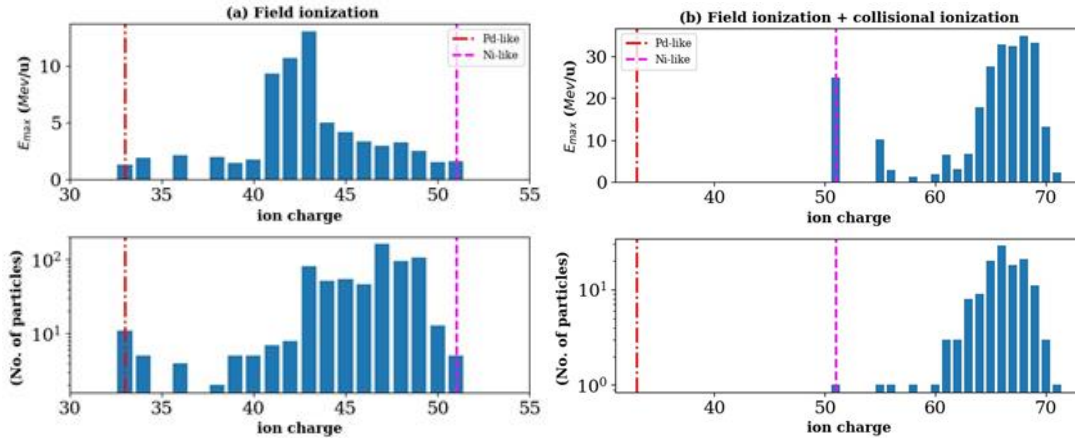 (a) Field ionization
E_max (Mev/u)
10
5
0
Pd-like
Ni-like
30 35 40 45 50 55
ion charge
(No. of particles)
10^2
10^1
30 35 40 45 50 55
ion charge
(b) Field ionization + collisional ionization
E_max (Mev/u)
30
20
10
0
Pd-like
Ni-like
40 50 60 70
ion charge
(No. of particles)
10^1
10^0
40 50 60 70
ion charge